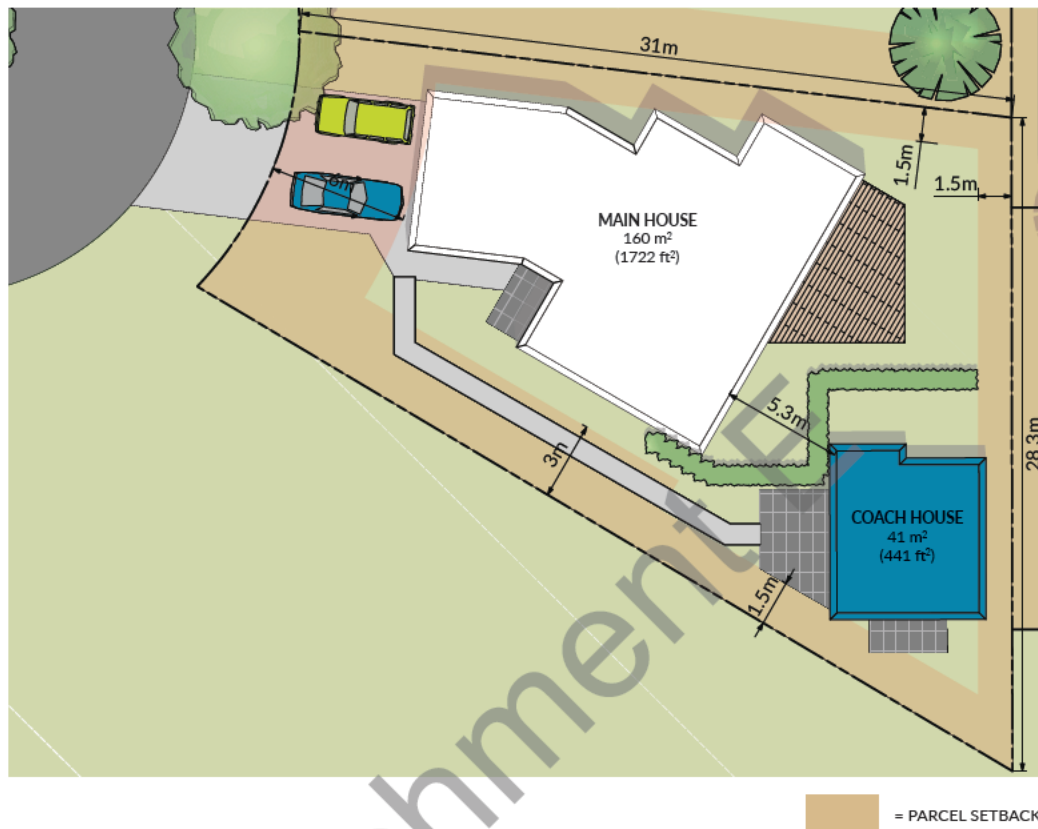 31m
6m
1.5m
1.5m
MAIN HOUSE
160 m²
(1722 ft²)
5.3m
28.3m
3m
COACH HOUSE
41 m²
(441 ft²)
1.5m
hment E
= PARCEL SETBACK